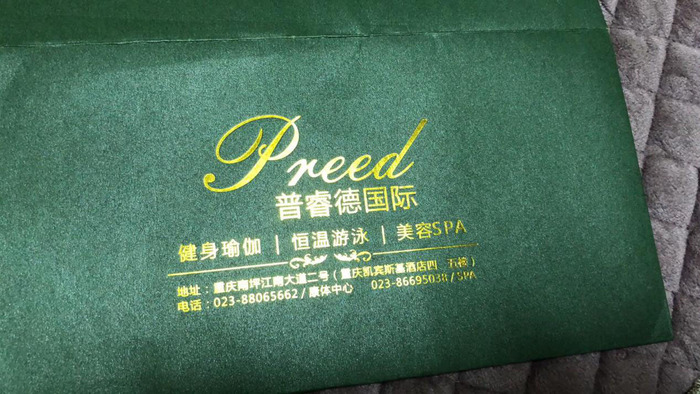 Preed
普睿德国际
健身瑜伽 | 恒温游泳 | 美容SPA
地址：重庆南坪江南大道二号（重庆凯宾斯基酒店四、五楼）
电话：023-88065662 / 康体中心 023-86695038 / SPA